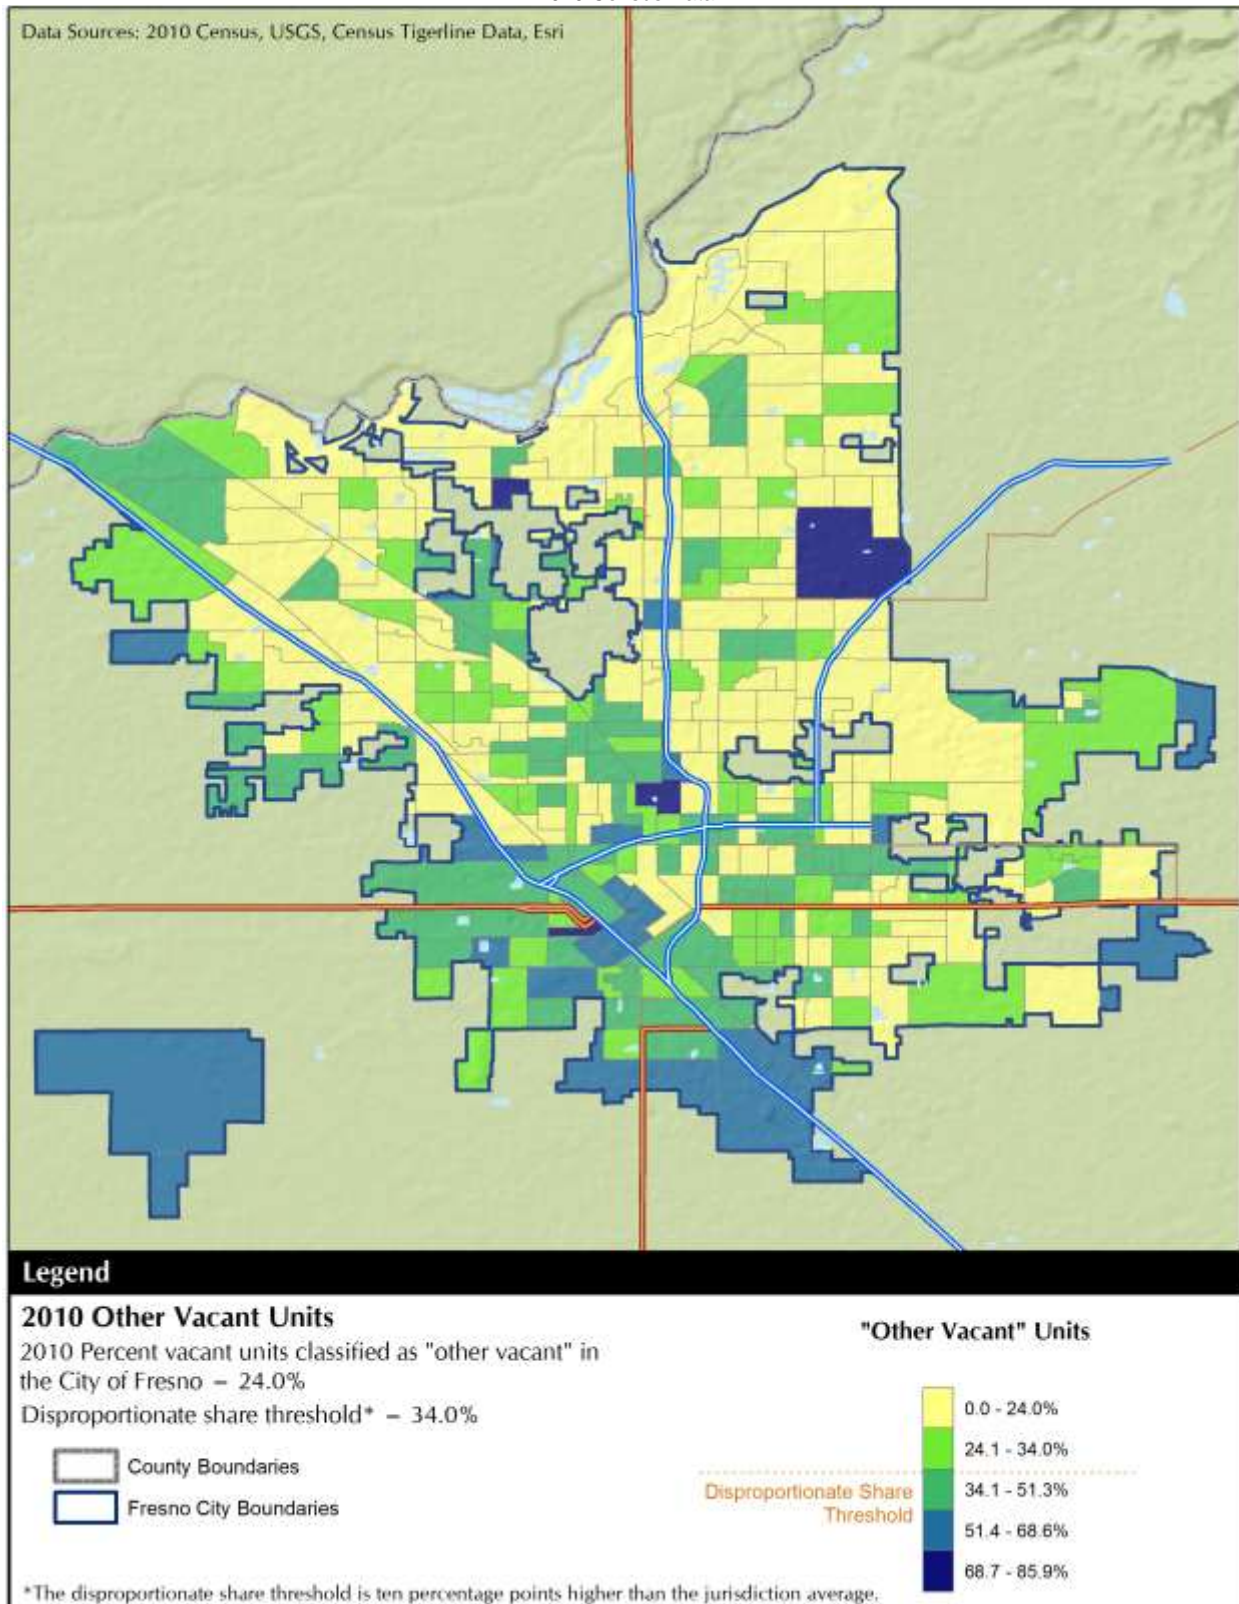 Data Sources: 2010 Census, USGS, Census Tigerline Data, Esri
Legend
2010 Other Vacant Units
2010 Percent vacant units classified as "other vacant" in
the City of Fresno – 24.0%
Disproportionate share threshold* – 34.0%
County Boundaries
Fresno City Boundaries
"Other Vacant" Units
0.0 - 24.0%
24.1 - 34.0%
Disproportionate Share
Threshold
34.1 - 51.3%
51.4 - 68.6%
68.7 - 85.9%
*The disproportionate share threshold is ten percentage points higher than the jurisdiction average.